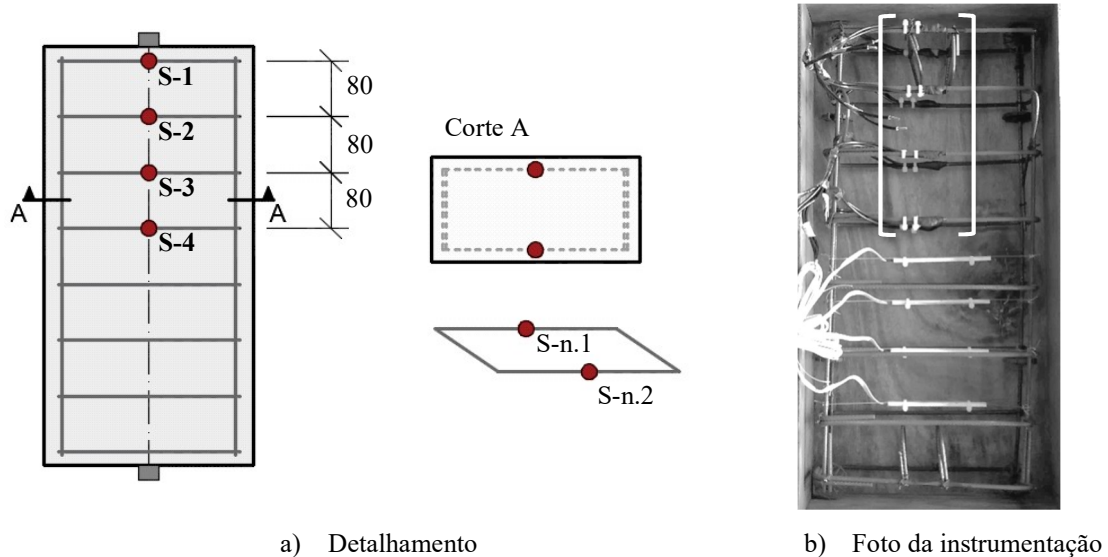 S-1
S-2
S-3
S-4
80
80
80
A
A
Corte A
S-n.1
S-n.2
a) Detalhamento
b) Foto da instrumentação